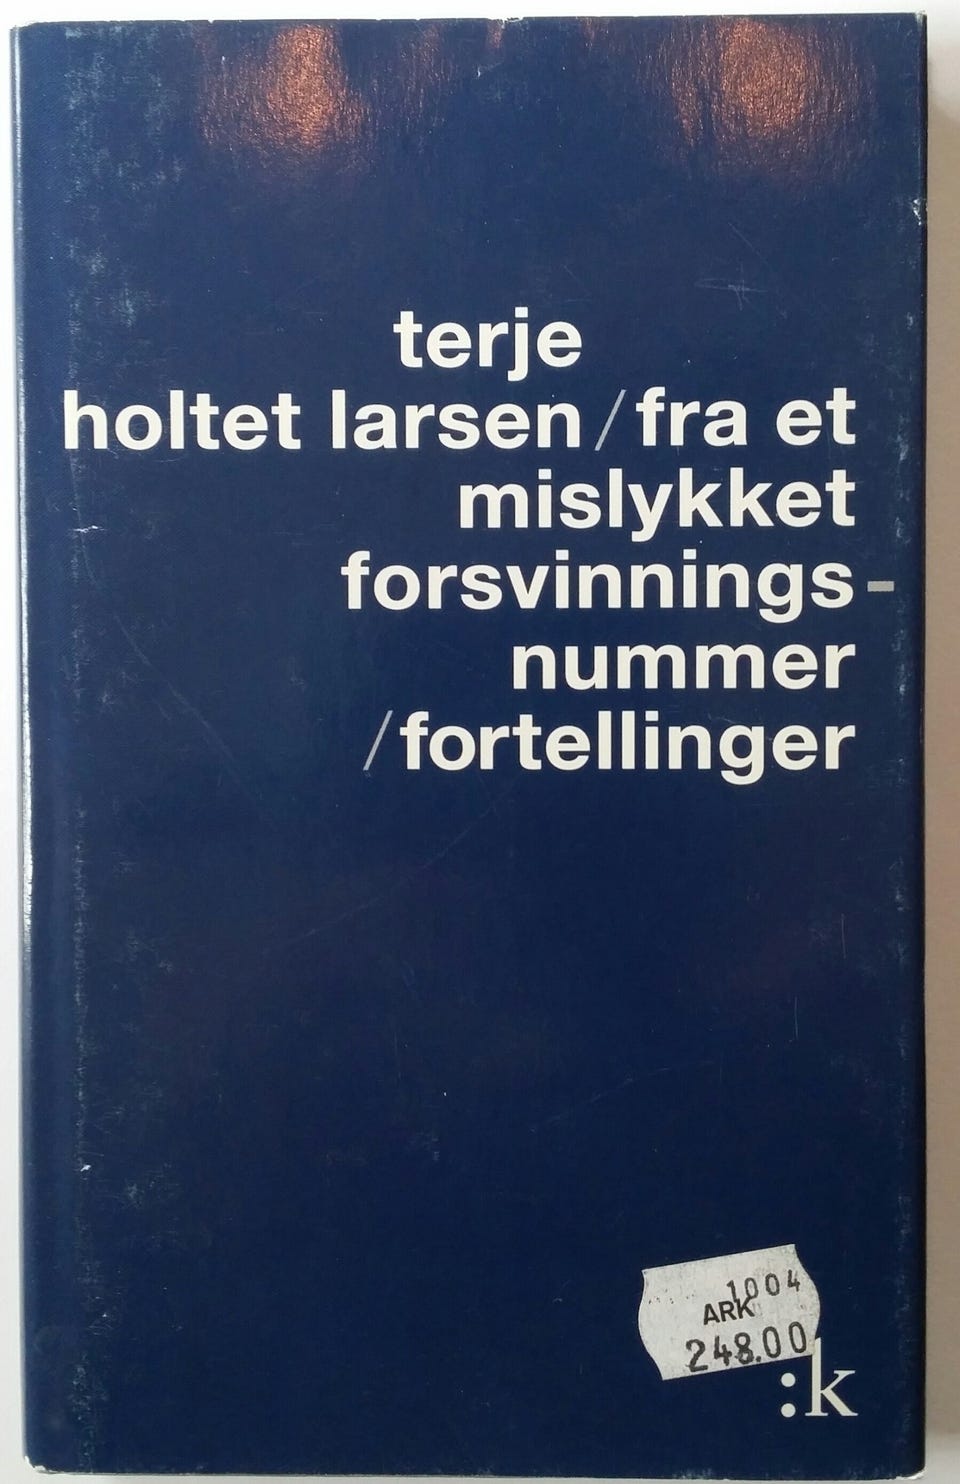 terje
holtet larsen / fra et
mislykket
forsvinnings-
nummer
/ fortellinger
1004
ARK
248.00
:k